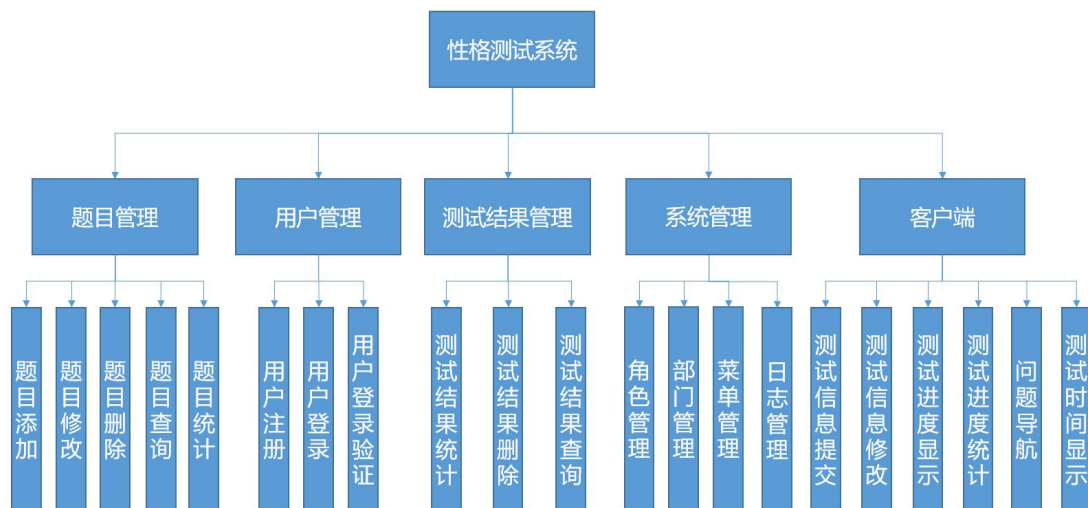 性格测试系统
题目管理
用户管理
测试结果管理
系统管理
客户端
题目添加
题目修改
题目删除
题目查询
题目统计
用户注册
用户登录
用户登录验证
测试结果统计
测试结果删除
测试结果查询
角色管理
部门管理
菜单管理
日志管理
测试信息提交
测试信息修改
测试进度显示
测试进度统计
问题导航
测试时间显示